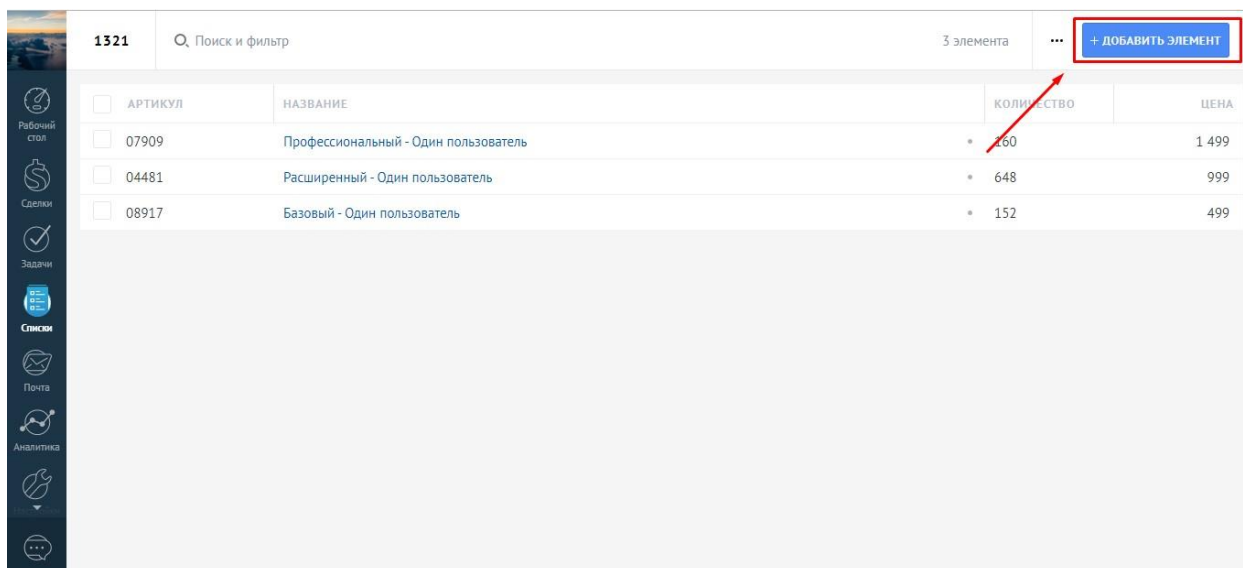 1321
Поиск и фильтр
3 элемента
+ ДОБАВИТЬ ЭЛЕМЕНТ
АРТИКУЛ НАЗВАНИЕ КОЛИЧЕСТВО ЦЕНА
07909 Профессиональный - Один пользователь 160 1 499
04481 Расширенный - Один пользователь 648 999
08917 Базовый - Один пользователь 152 499
Рабочий
стол
Сделки
Задачи
Списки
Почта
Аналитика